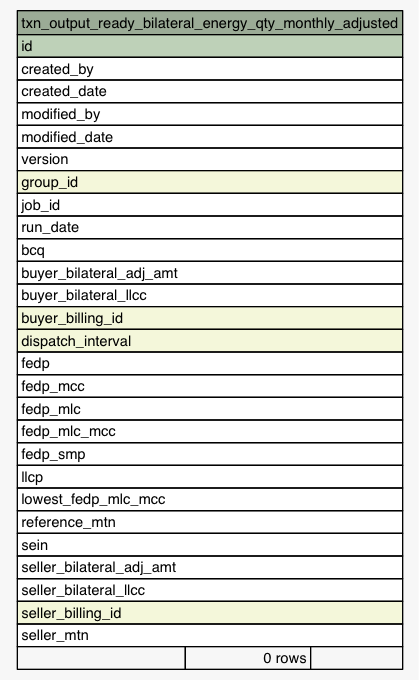 txn_output_ready_bilateral_energy_qty_monthly_adjusted
id
created_by
created_date
modified_by
modified_date
version
group_id
job_id
run_date
bcq
buyer_bilateral_adj_amt
buyer_bilateral_llcc
buyer_billing_id
dispatch_interval
fedp
fedp_mcc
fedp_mlc
fedp_mlc_mcc
fedp_smp
llcp
lowest_fedp_mlc_mcc
reference_mtn
sein
seller_bilateral_adj_amt
seller_bilateral_llcc
seller_billing_id
seller_mtn
0 rows